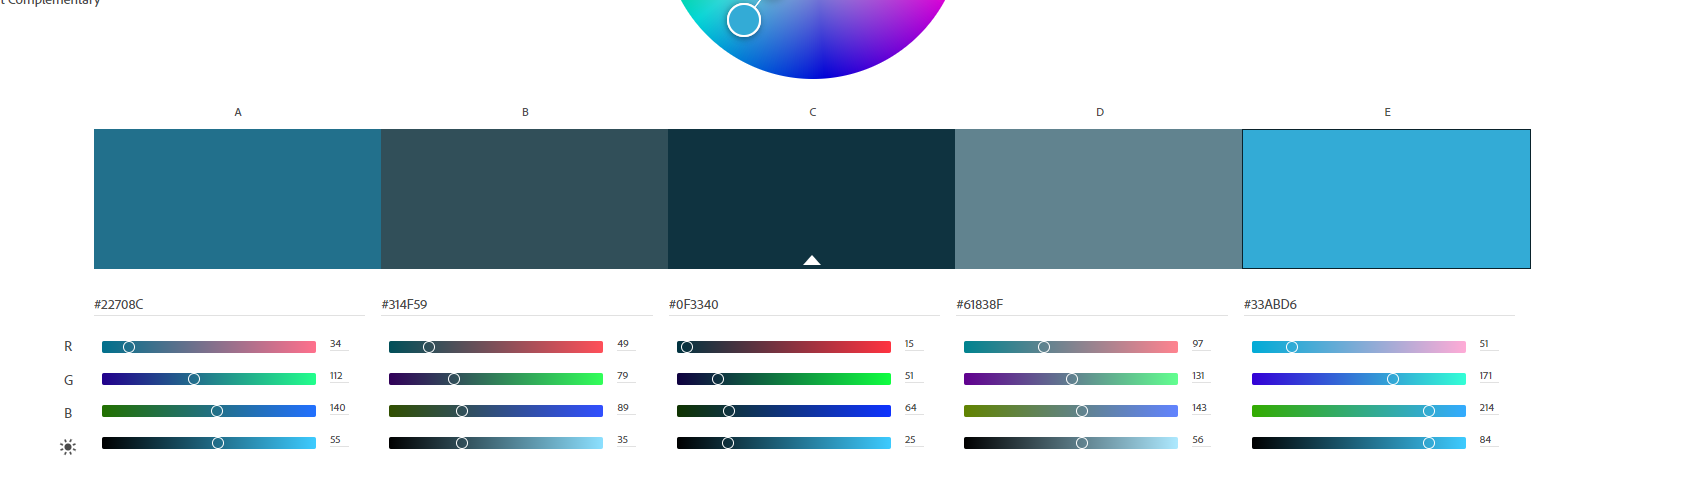 t Complementary
A B C D E
#22708C #314F59 #0F3340 #61838F #33ABD6
R 34 49 15 97 51
G 112 79 51 131 171
B 140 89 64 143 214
55 35 25 56 84